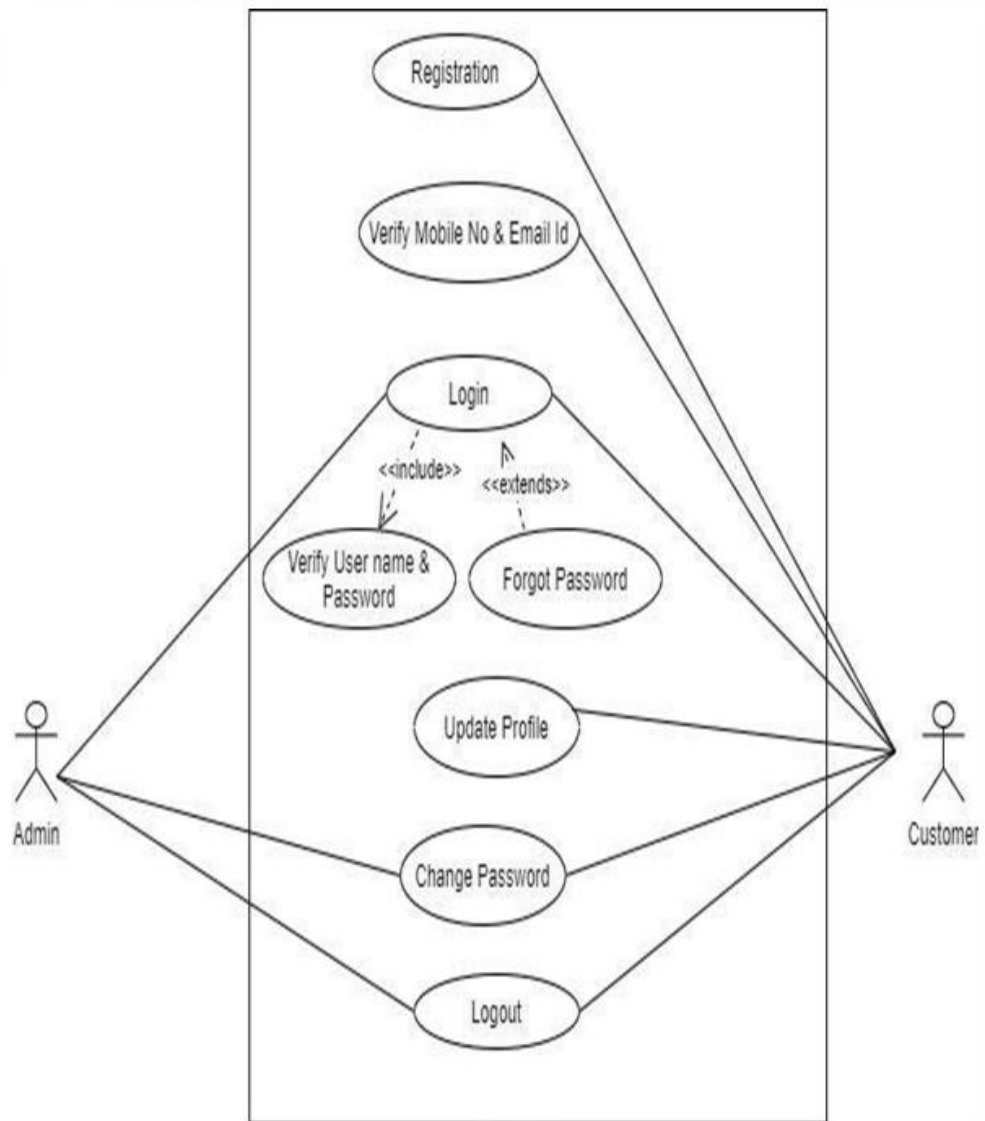 Registration
Verify Mobile No & Email Id
Login
<<include>>
<<extends>>
Verify User name &
Password
Forgot Password
Update Profile
Admin
Customer
Change Password
Logout